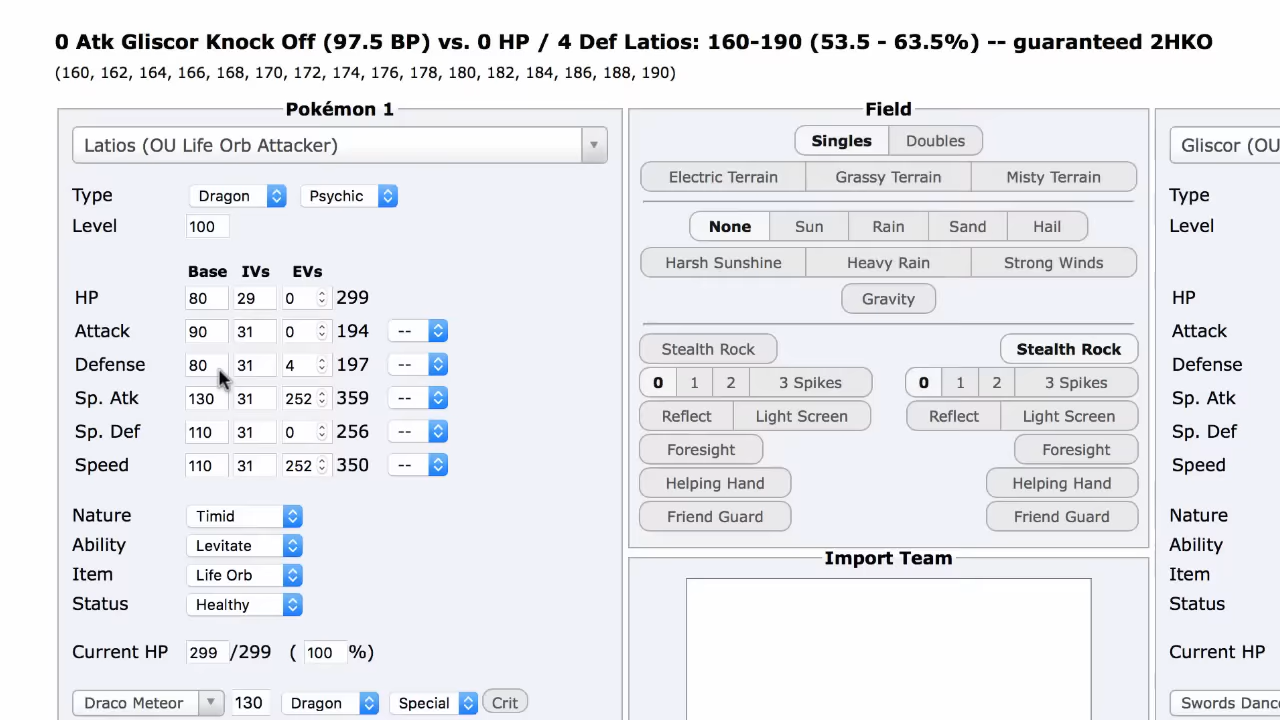 0 Atk Gliscor Knock Off (97.5 BP) vs. 0 HP / 4 Def Latios: 160-190 (53.5 - 63.5%) -- guaranteed 2HKO
(160, 162, 164, 166, 168, 170, 172, 174, 176, 178, 180, 182, 184, 186, 188, 190)
Pokémon 1
Latios (OU Life Orb Attacker)
Type Dragon Psychic
Level 100
Base IVs EVs
HP 80 29 0 299
Attack 90 31 0 194 --
Defense 80 31 4 197 --
Sp. Atk 130 31 252 359 --
Sp. Def 110 31 0 256 --
Speed 110 31 252 350 --
Nature Timid
Ability Levitate
Item Life Orb
Status Healthy
Current HP 299 /299 ( 100 %)
Draco Meteor 130 Dragon Special Crit
Field
Singles Doubles
Electric Terrain Grassy Terrain Misty Terrain
None Sun Rain Sand Hail
Harsh Sunshine Heavy Rain Strong Winds
Gravity
Stealth Rock Stealth Rock
0 1 2 3 Spikes 0 1 2 3 Spikes
Reflect Light Screen Reflect Light Screen
Foresight Foresight
Helping Hand Helping Hand
Friend Guard Friend Guard
Import Team
Gliscor (OU
Type
Level
HP
Attack
Defense
Sp. Atk
Sp. Def
Speed
Nature
Ability
Item
Status
Current HP
Swords Danc